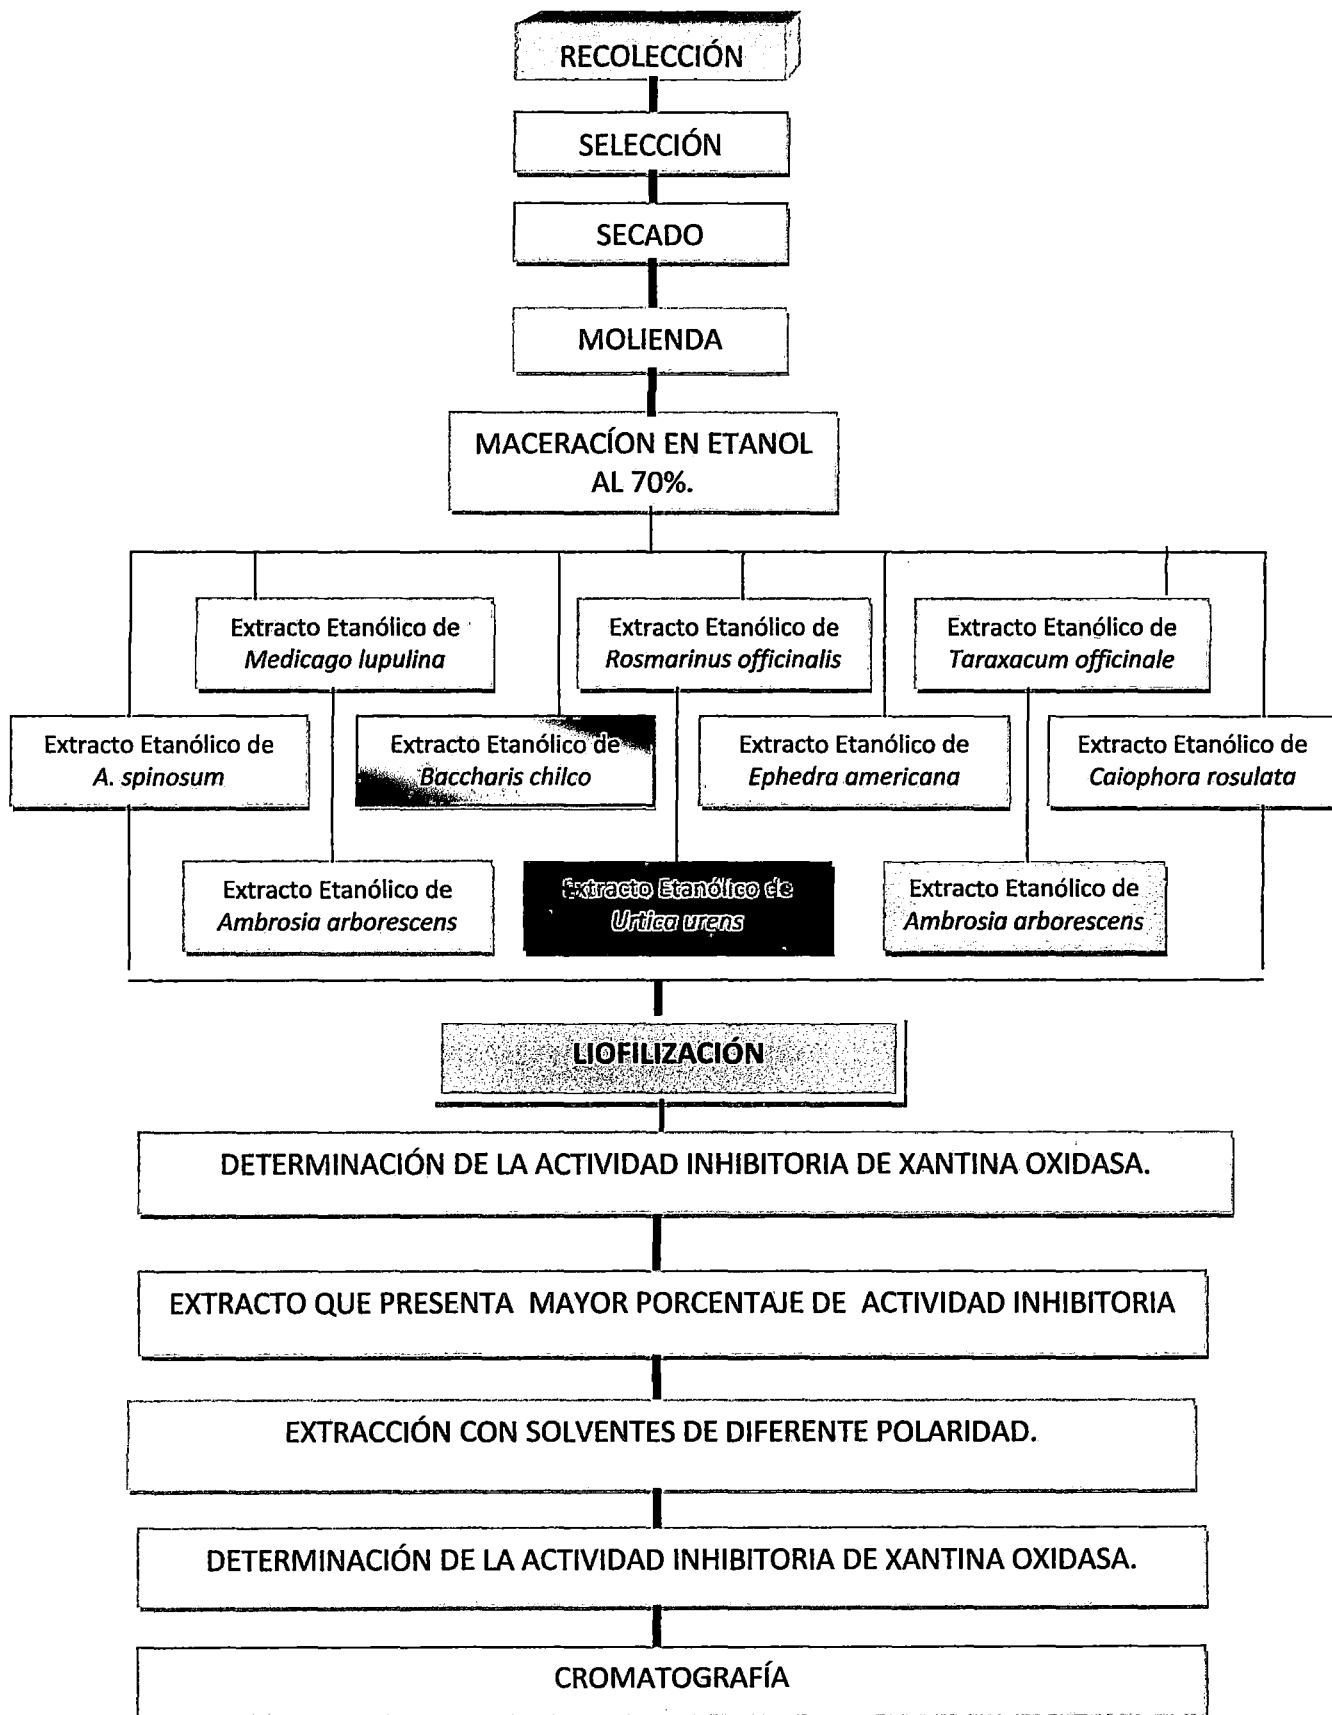 RECOLECCIÓN
SELECCIÓN
SECADO
MOLIENDA
MACERACÍON EN ETANOL
AL 70%.
Extracto Etanólico de
Medicago lupulina
Extracto Etanólico de
Rosmarinus officinalis
Extracto Etanólico de
Taraxacum officinale
Extracto Etanólico de
A. spinosum
Extracto Etanólico de
Baccharis chilco
Extracto Etanólico de
Ephedra americana
Extracto Etanólico de
Caiophora rosulata
Extracto Etanólico de
Ambrosia arborescens
Extracto Etanólico de
Urtica urens
Extracto Etanólico de
Ambrosia arborescens
LIOFILIZACIÓN
DETERMINACIÓN DE LA ACTIVIDAD INHIBITORIA DE XANTINA OXIDASA.
EXTRACTO QUE PRESENTA MAYOR PORCENTAJE DE ACTIVIDAD INHIBITORIA
EXTRACCIÓN CON SOLVENTES DE DIFERENTE POLARIDAD.
DETERMINACIÓN DE LA ACTIVIDAD INHIBITORIA DE XANTINA OXIDASA.
CROMATOGRAFÍA